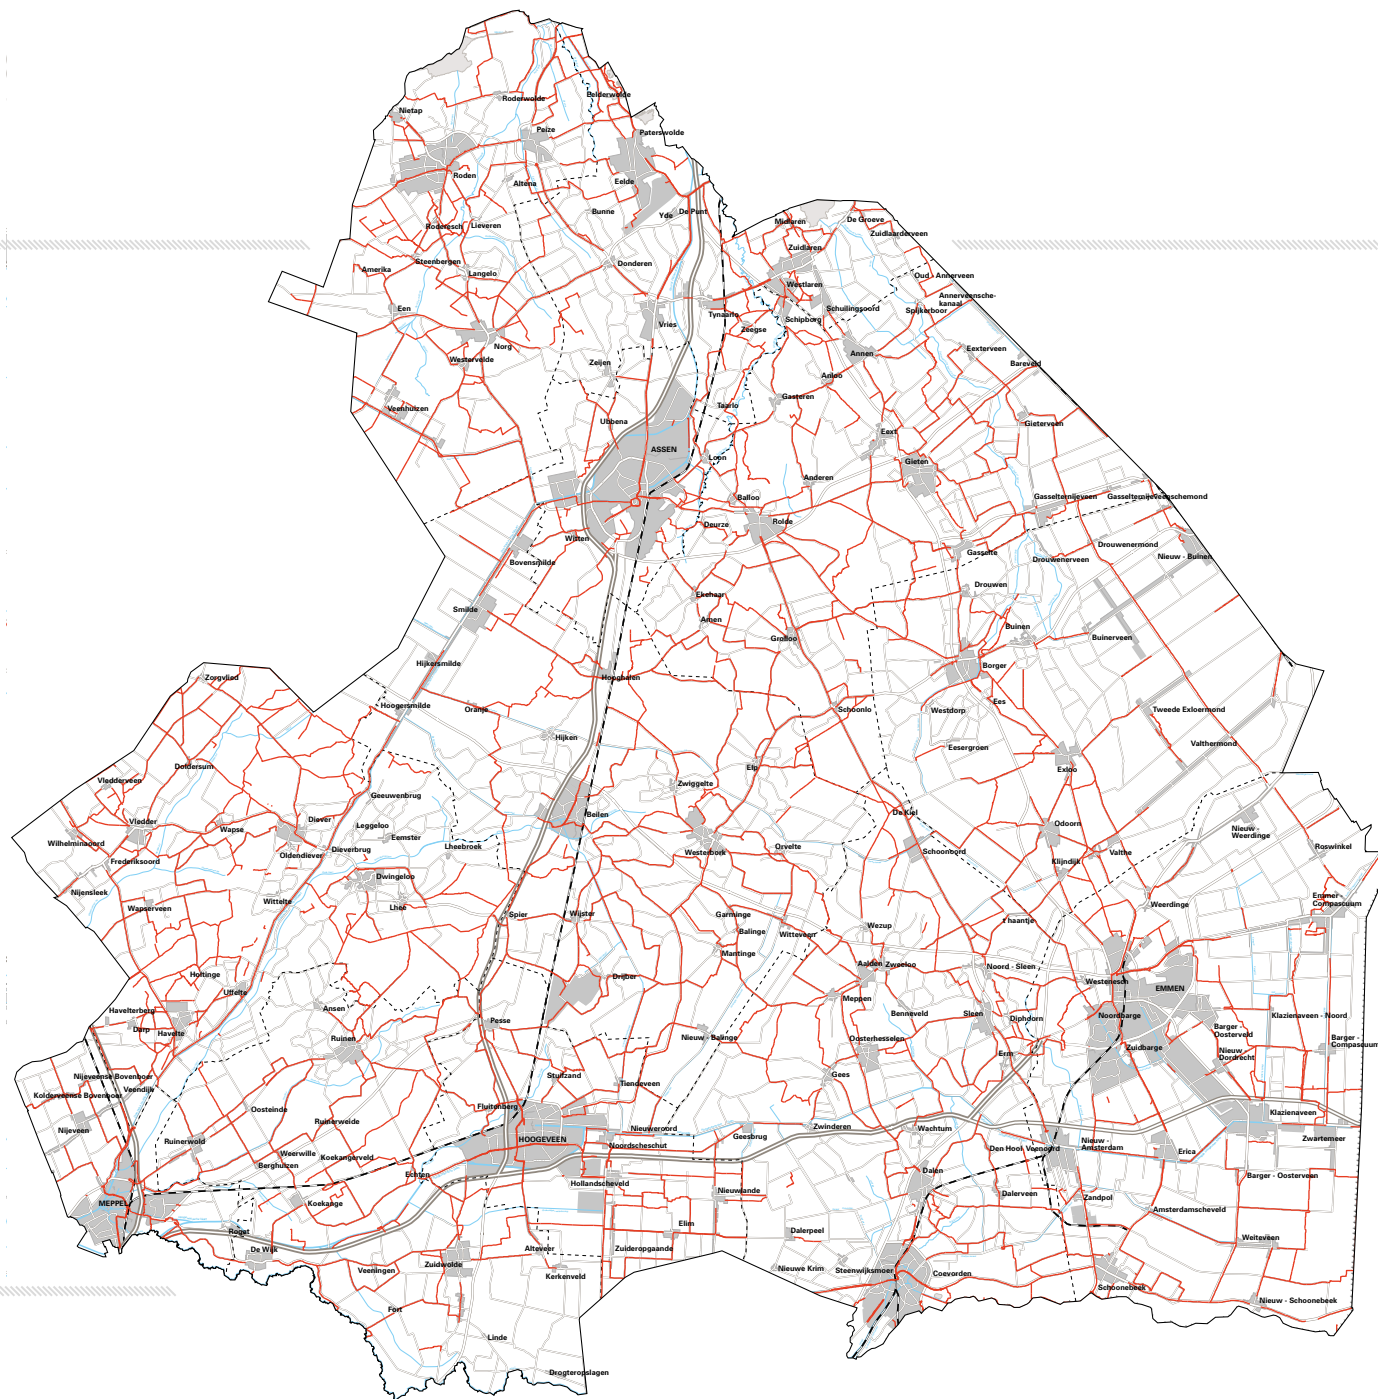 Roderwolde
Eelderwolde
Nietap
Peize
Paterswolde
Roden
Altena
Eelde
Bunne
Yde
De Punt
Midlaren
De Groeve
Roderesch
Lieveren
Zuidlaarderveen
Zuidlaren
Steenbergen
Donderen
Amerika
Langelo
Oud - Annerveen
Westlaren
Annerveensche-
kanaal
Een
Schuilingsoord
Spijkerboor
Tynaarlo
Schipborg
Vries
Zeegse
Norg
Annen
Eexterveen
Westervelde
Zeijen
Bareveld
Anloo
Veenhuizen
Taarlo
Gasteren
Ubbena
Gieterveen
Eext
ASSEN
Loon
Gieten
Anderen
Balloo
Gasselternijeveen
Gasselternijeveenschemond
Deurze
Rolde
Witten
Bovensmilde
Gasselte
Drouwenermond
Drouwenerveen
Nieuw - Buinen
Drouwen
Ekehaar
Smilde
Amen
Buinen
Grolloo
Buinerveen
Hijkersmilde
Borger
Zorgvlied
Hooghalen
Hoogersmilde
Oranje
Schoonlo
Westdorp
Ees
Tweede Exloermond
Hijken
Eesergroen
Valthermond
Doldersum
Elp
Exloo
Vledderveen
Zwiggelte
Geeuwenbrug
Beilen
De Kiel
Vledder
Wapse
Diever
Leggeloo
Odoorn
Nieuw -
Weerdinge
Eemster
Wilhelminaoord
Dieverbrug
Lheebroek
Westerbork
Orvelte
Schoonoord
Valthe
Roswinkel
Frederiksoord
Oldendiever
Klijndijk
Dwingeloo
Nijensleek
Wittelte
Lhee
Emmer -
Compascuum
Wapserveen
Weerdinge
Spier
Wijster
Garminge
't haantje
Balinge
Witteveen
Wezup
Mantinge
Holtinge
Drijber
Aalden
Zweeloo
Noord - Sleen
Uffelte
Westenesch
EMMEN
Ansen
Meppen
Havelterberg
Benneveld
Sleen
Diphoorn
Noordbarge
Klazienaveen - Noord
Darp
Havelte
Pesse
Barger -
Oosterveld
Ruinen
Nieuw - Balinge
Oosterhesselen
Zuidbarge
Barger -
Compascuum
Erm
Nieuw
Dordrecht
Nijeveense Bovenboer
Stuifzand
Tiendeveen
Gees
Veendijk
Kolderveense Bovenboer
Fluitenberg
Oosteinde
Klazienaveen
Ruinerweide
Nieuweroord
Geesbrug
Zwinderen
Wachtum
Nijeveen
Ruinerwold
HOOGEVEEN
Noordscheschut
Zwartemeer
Weerwille
Koekangerveld
Den Hool
Veenoord
Nieuw -
Amsterdam
Erica
Berghuizen
Echten
Dalen
Hollandscheveld
Barger - Oosterveen
MEPPEL
Koekange
Nieuwlande
Dalerveen
Zandpol
Amsterdamscheveld
Rogat
Elim
Dalerpeel
De Wijk
Alteveer
Zuideropgaande
Weiteveen
Veeningen
Zuidwolde
Kerkenveld
Nieuwe Krim
Steenwijksmoer
Coevorden
Schoonebeek
Nieuw - Schoonebeek
Fort
Linde
Drogteropslagen